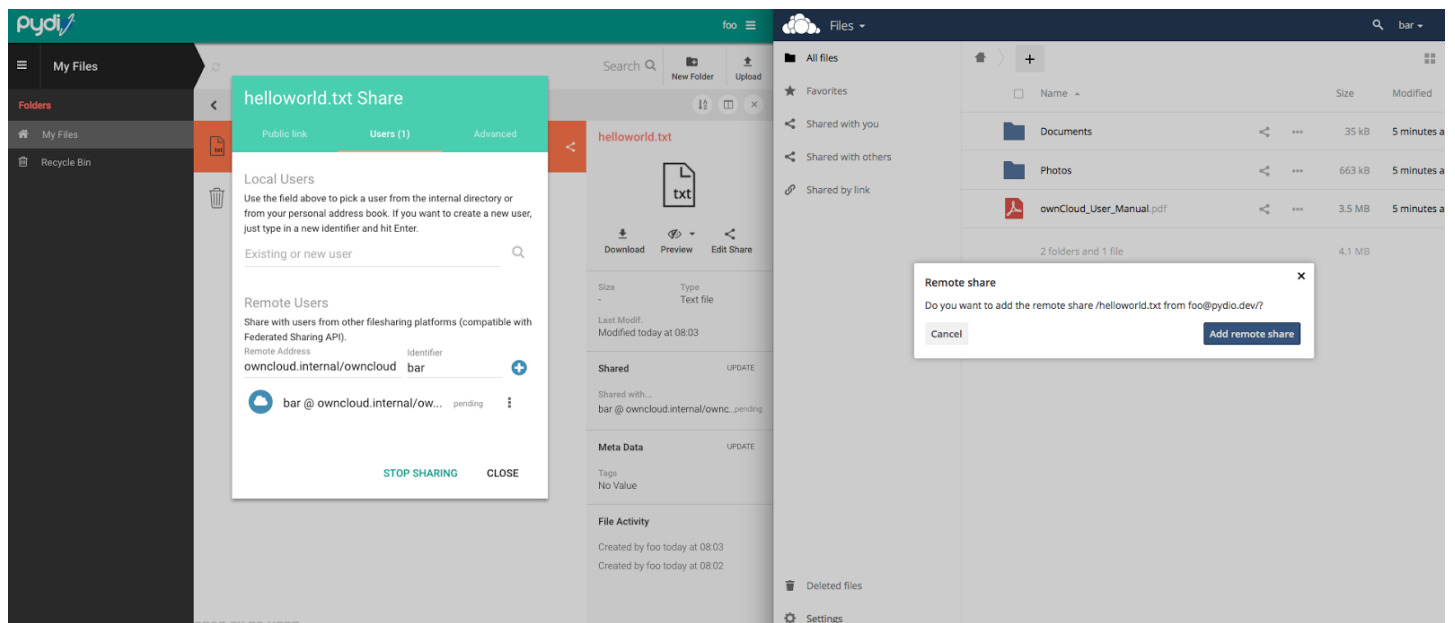 pydi
foo
My Files
Search
New Folder
Upload
Folders
My Files
Recycle Bin
helloworld.txt Share
Public link
Users (1)
Advanced
Local Users
Use the field above to pick a user from the internal directory or
from your personal address book. If you want to create a new user,
just type in a new identifier and hit Enter.
Existing or new user
Remote Users
Share with users from other filesharing platforms (compatible with
Federated Sharing API).
Remote Address
Identifier
owncloud.internal/owncloud
bar
bar @ owncloud.internal/ow...
pending
STOP SHARING
CLOSE
txt
helloworld.txt
txt
Download
Preview
Edit Share
Size
Type
-
Text file
Last Modif.
Modified today at 08:03
Shared
UPDATE
Shared with...
bar @ owncloud.internal/ownc...pending
Meta Data
UPDATE
Tags
No Value
File Activity
Created by foo today at 08:03
Created by foo today at 08:02
Files
bar
All files
Favorites
Shared with you
Shared with others
Shared by link
Deleted files
Settings
Name
Size
Modified
Documents
35 kB
5 minutes a
Photos
663 kB
5 minutes a
ownCloud_User_Manual.pdf
3.5 MB
5 minutes a
2 folders and 1 file
4.1 MB
Remote share
Do you want to add the remote share /helloworld.txt from foo@pydio.dev/?
Cancel
Add remote share